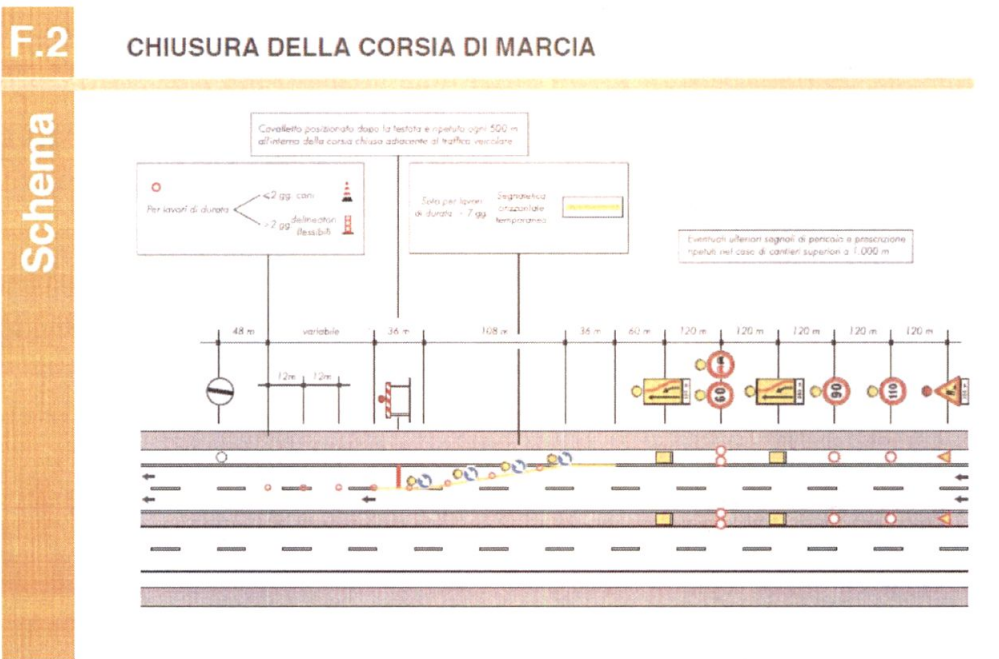 F.2
CHIUSURA DELLA CORSIA DI MARCIA
Schema
Cavalletto posizionato dopo la testata e ripetuto ogni 500 m
all'interno della corsia chiusa adiacente al traffico veicolare
Per lavori di durata
≤2 gg. coni
>2 gg. delineatori
flessibili
Solo per lavori
di durata > 7 gg.
Segnaletica
orizzontale
temporanea
Eventuali ulteriori segnali di pericolo e prescrizione
ripetuti nel caso di cantieri superiori a 1.000 m
48 m variabile 36 m 108 m 36 m 60 m 120 m 120 m 120 m 120 m 120 m
12m 12m
60 90 110